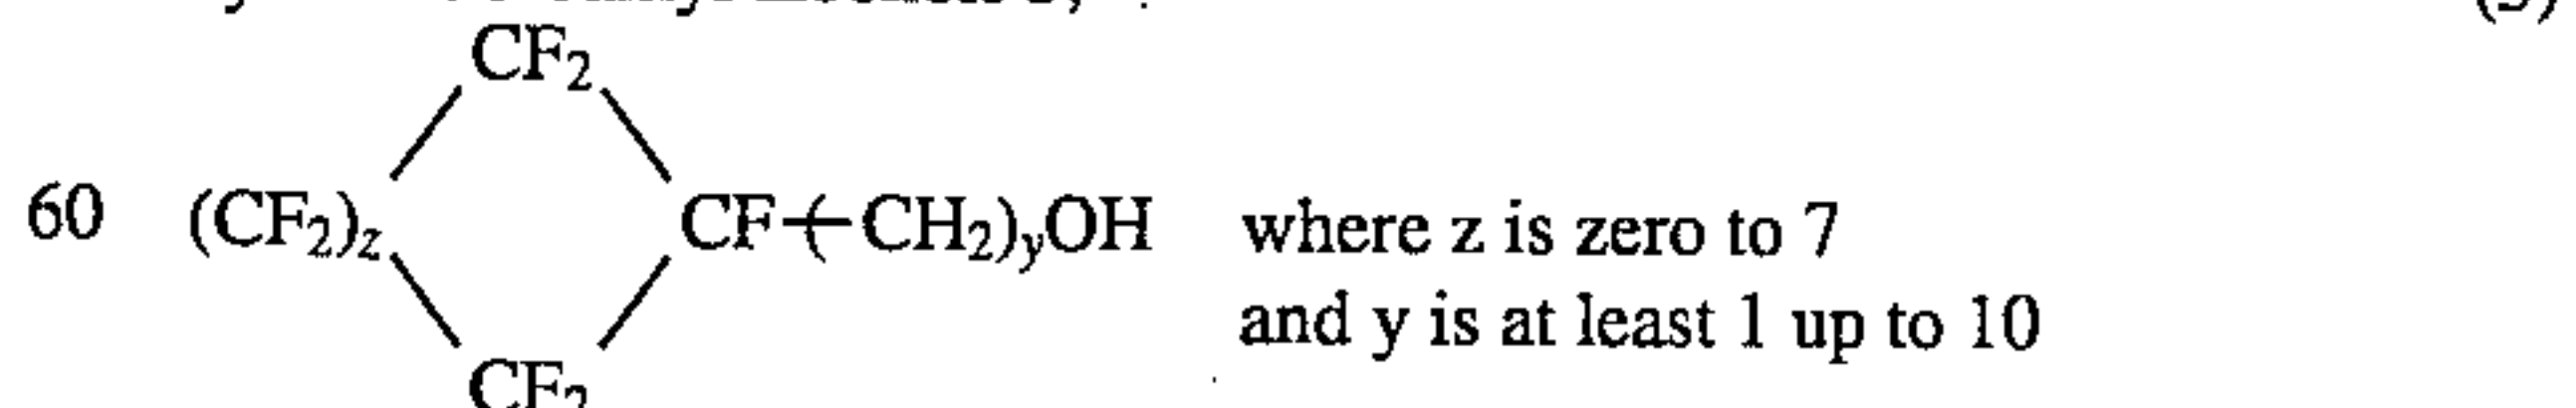 (3)
CF2
60 (CF2)z CF-(-CH2)yOH where z is zero to 7
and y is at least 1 up to 10
CF2